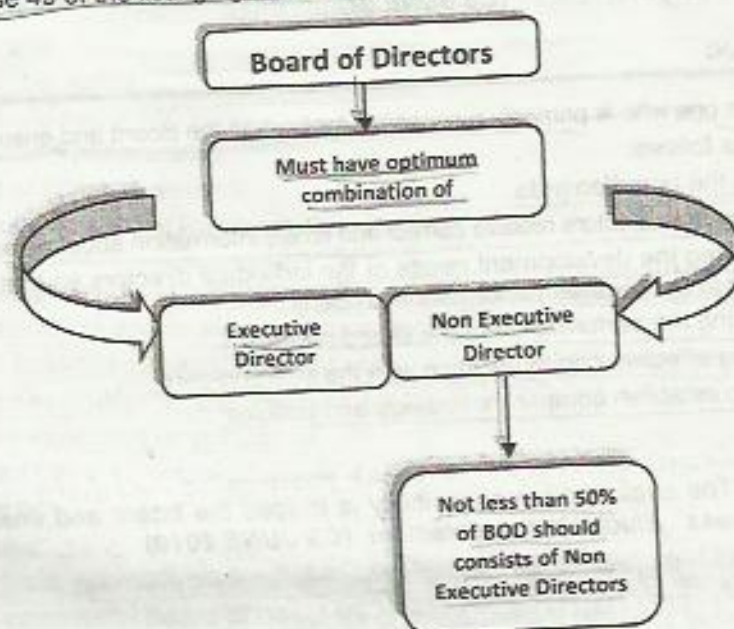 Board of Directors
Must have optimum
combination of
Executive
Director
Non Executive
Director
Not less than 50%
of BOD should
consists of Non
Executive Directors